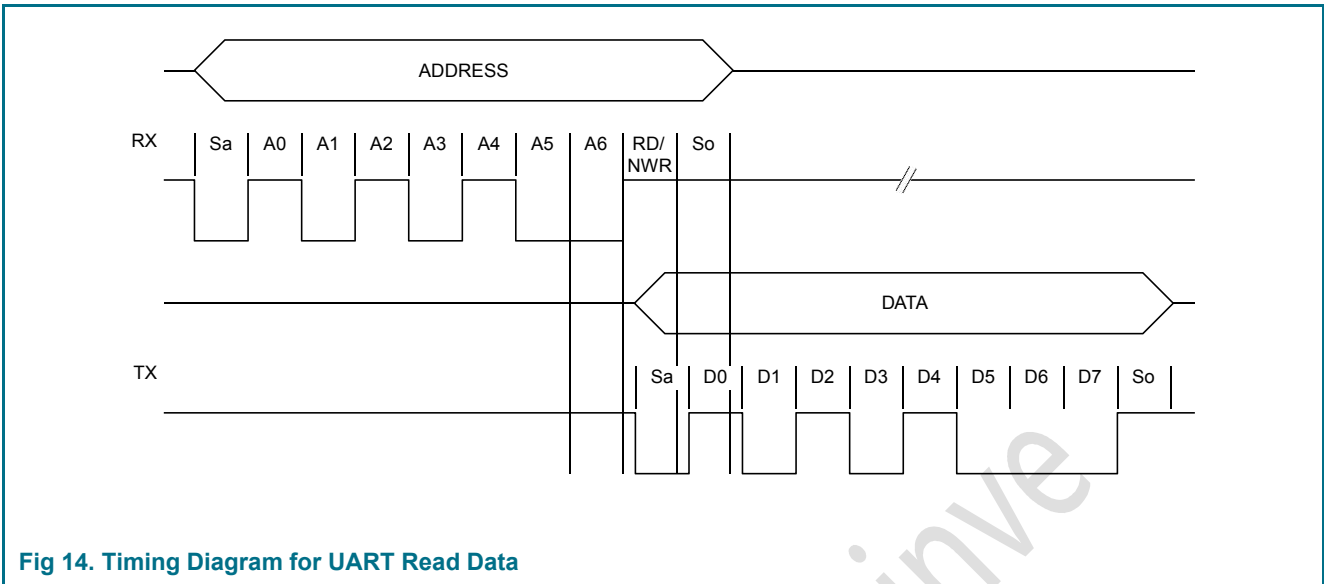 ADDRESS
RX Sa A0 A1 A2 A3 A4 A5 A6 RD/ So
NWR
DATA
TX Sa D0 D1 D2 D3 D4 D5 D6 D7 So
Fig 14. Timing Diagram for UART Read Data
inve